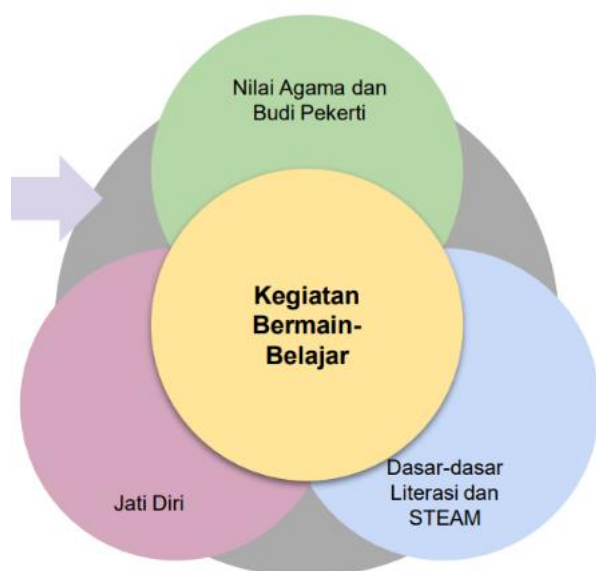 Nilai Agama dan
Budi Pekerti
Kegiatan
Bermain-
Belajar
Jati Diri
Dasar-dasar
Literasi dan
STEAM